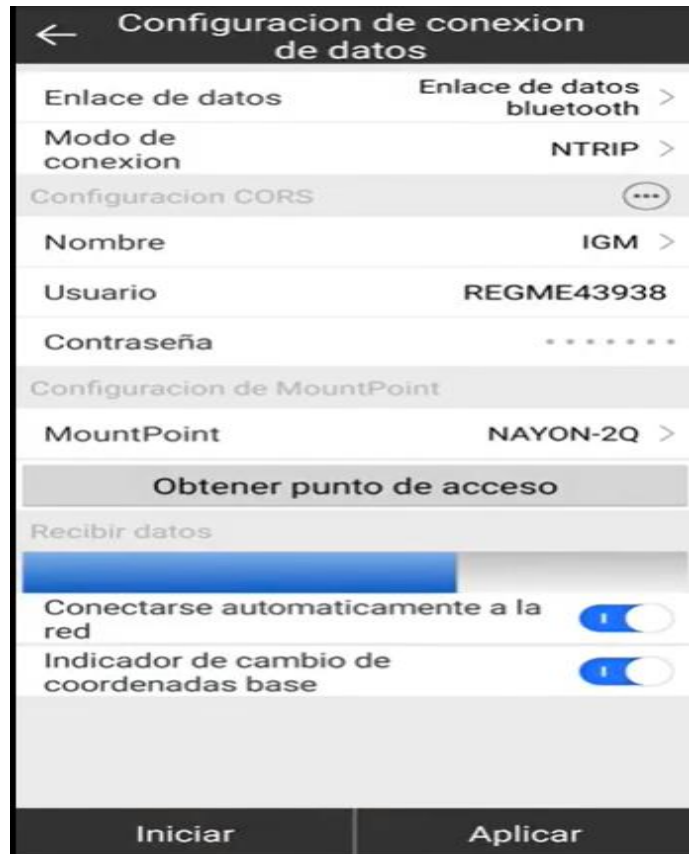 Configuracion de conexion
de datos
Enlace de datos
Enlace de datos
bluetooth
Modo de
conexion
NTRIP
Configuracion CORS
Nombre
IGM
Usuario
REGME43938
Contraseña
Configuracion de MountPoint
MountPoint
NAYON-2Q
Obtener punto de acceso
Recibir datos
Conectarse automaticamente a la
red
Indicador de cambio de
coordenadas base
Iniciar
Aplicar